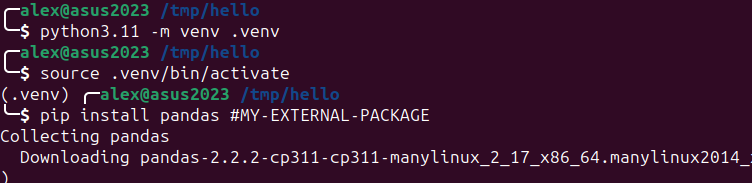 ╭─alex@asus2023 /tmp/hello
╰─$ python3.11 -m venv .venv
╭─alex@asus2023 /tmp/hello
╰─$ source .venv/bin/activate
(.venv) ╭─alex@asus2023 /tmp/hello
╰─$ pip install pandas #MY-EXTERNAL-PACKAGE
Collecting pandas
  Downloading pandas-2.2.2-cp311-cp311-manylinux_2_17_x86_64.manylinux2014_
)